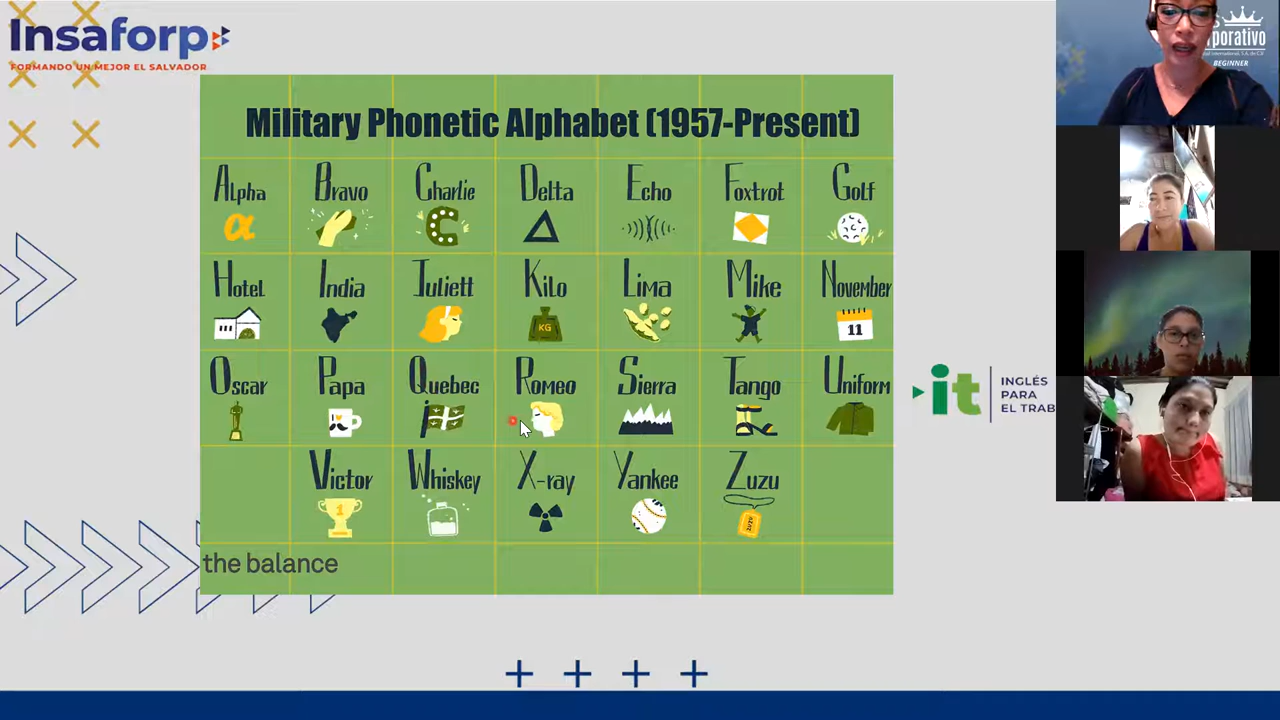 Insaforp
FORMANDO UN MEJOR EL SALVADOR
Military Phonetic Alphabet (1957-Present)
Alpha Bravo Charlie Delta Echo Foxtrot Golf
Hotel India Juliett Kilo Lima Mike November
KG
11
Oscar Papa Quebec Romeo Sierra Tango Uniform
Victor Whiskey X-ray Yankee Zuzu
1
ZUZU
the balance
it
INGLÉS
PARA
EL TRAB
BEGINNER